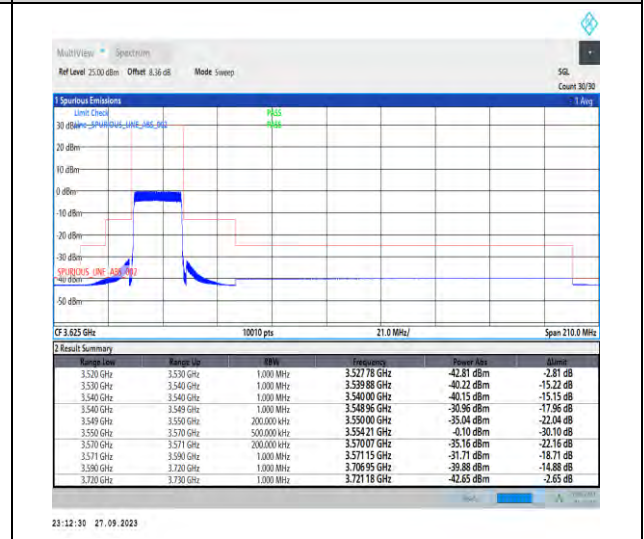 MultiView Spectrum
Ref Level 25.00 dBm Offset 8.36 dB Mode Sweep SGL
Count 30/30
1 Spurious Emissions 1 Avg
Limit Check PASS
30 dBm Line _SPURIOUS_LINE_ABS_002 PASS
20 dBm
10 dBm
0 dBm
-10 dBm
-20 dBm
-30 dBm
SPURIOUS_LINE_ABS_002
-40 dBm
-50 dBm
CF 3.625 GHz 10010 pts 21.0 MHz/ Span 210.0 MHz
2 Result Summary
Range Low Range Up RBW Frequency Power Abs ΔLimit
3.520 GHz 3.530 GHz 1.000 MHz 3.527 78 GHz -42.81 dBm -2.81 dB
3.530 GHz 3.540 GHz 1.000 MHz 3.539 88 GHz -40.22 dBm -15.22 dB
3.540 GHz 3.540 GHz 1.000 MHz 3.540 00 GHz -40.15 dBm -15.15 dB
3.540 GHz 3.549 GHz 1.000 MHz 3.548 96 GHz -30.96 dBm -17.96 dB
3.549 GHz 3.550 GHz 200.000 kHz 3.550 00 GHz -35.04 dBm -22.04 dB
3.550 GHz 3.570 GHz 500.000 kHz 3.554 21 GHz -0.10 dBm -30.10 dB
3.570 GHz 3.571 GHz 200.000 kHz 3.570 07 GHz -35.16 dBm -22.16 dB
3.571 GHz 3.590 GHz 1.000 MHz 3.571 15 GHz -31.71 dBm -18.71 dB
3.590 GHz 3.720 GHz 1.000 MHz 3.706 95 GHz -39.88 dBm -14.88 dB
3.720 GHz 3.730 GHz 1.000 MHz 3.721 18 GHz -42.65 dBm -2.65 dB
23:12:30 27.09.2023